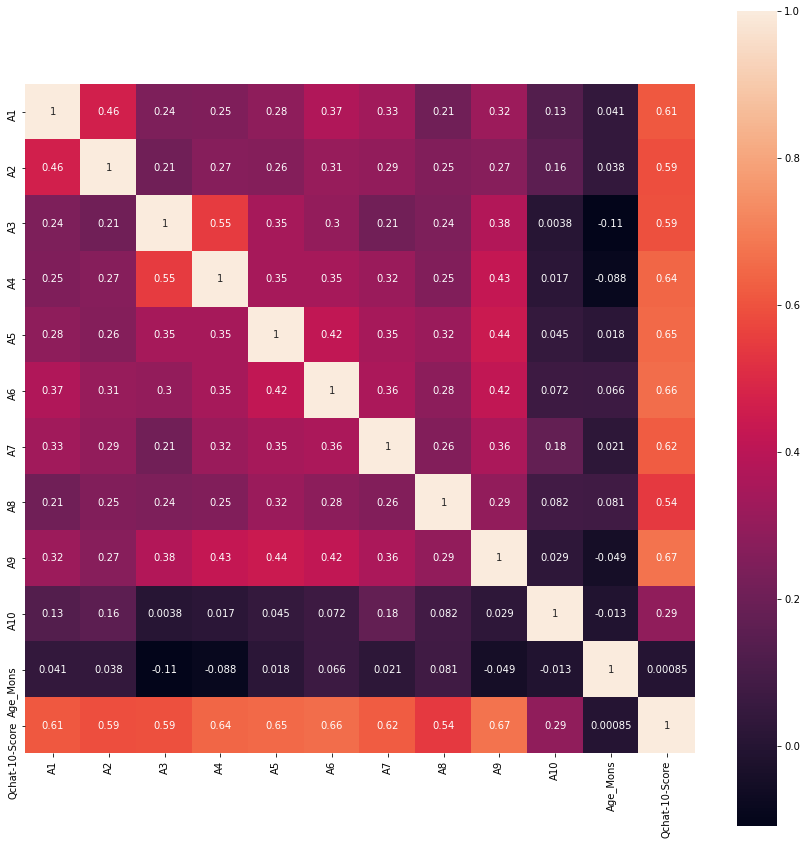 A1 1 0.46 0.24 0.25 0.28 0.37 0.33 0.21 0.32 0.13 0.041 0.61
A2 0.46 1 0.21 0.27 0.26 0.31 0.29 0.25 0.27 0.16 0.038 0.59
A3 0.24 0.21 1 0.55 0.35 0.3 0.21 0.24 0.38 0.0038 -0.11 0.59
A4 0.25 0.27 0.55 1 0.35 0.35 0.32 0.25 0.43 0.017 -0.088 0.64
A5 0.28 0.26 0.35 0.35 1 0.42 0.35 0.32 0.44 0.045 0.018 0.65
A6 0.37 0.31 0.3 0.35 0.42 1 0.36 0.28 0.42 0.072 0.066 0.66
A7 0.33 0.29 0.21 0.32 0.35 0.36 1 0.26 0.36 0.18 0.021 0.62
A8 0.21 0.25 0.24 0.25 0.32 0.28 0.26 1 0.29 0.082 0.081 0.54
A9 0.32 0.27 0.38 0.43 0.44 0.42 0.36 0.29 1 0.029 -0.049 0.67
A10 0.13 0.16 0.0038 0.017 0.045 0.072 0.18 0.082 0.029 1 -0.013 0.29
Age_Mons 0.041 0.038 -0.11 -0.088 0.018 0.066 0.021 0.081 -0.049 -0.013 1 0.00085
Qchat-10-Score 0.61 0.59 0.59 0.64 0.65 0.66 0.62 0.54 0.67 0.29 0.00085 1
A1 A2 A3 A4 A5 A6 A7 A8 A9 A10 Age_Mons Qchat-10-Score
1.0
0.8
0.6
0.4
0.2
0.0